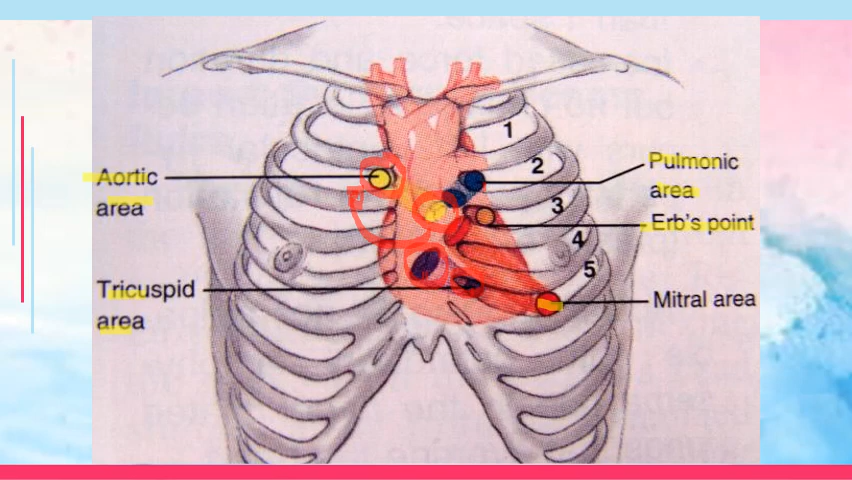 Aortic
area
Tricuspid
area
1
2
3
4
5
Pulmonic
area
Erb's point
Mitral area